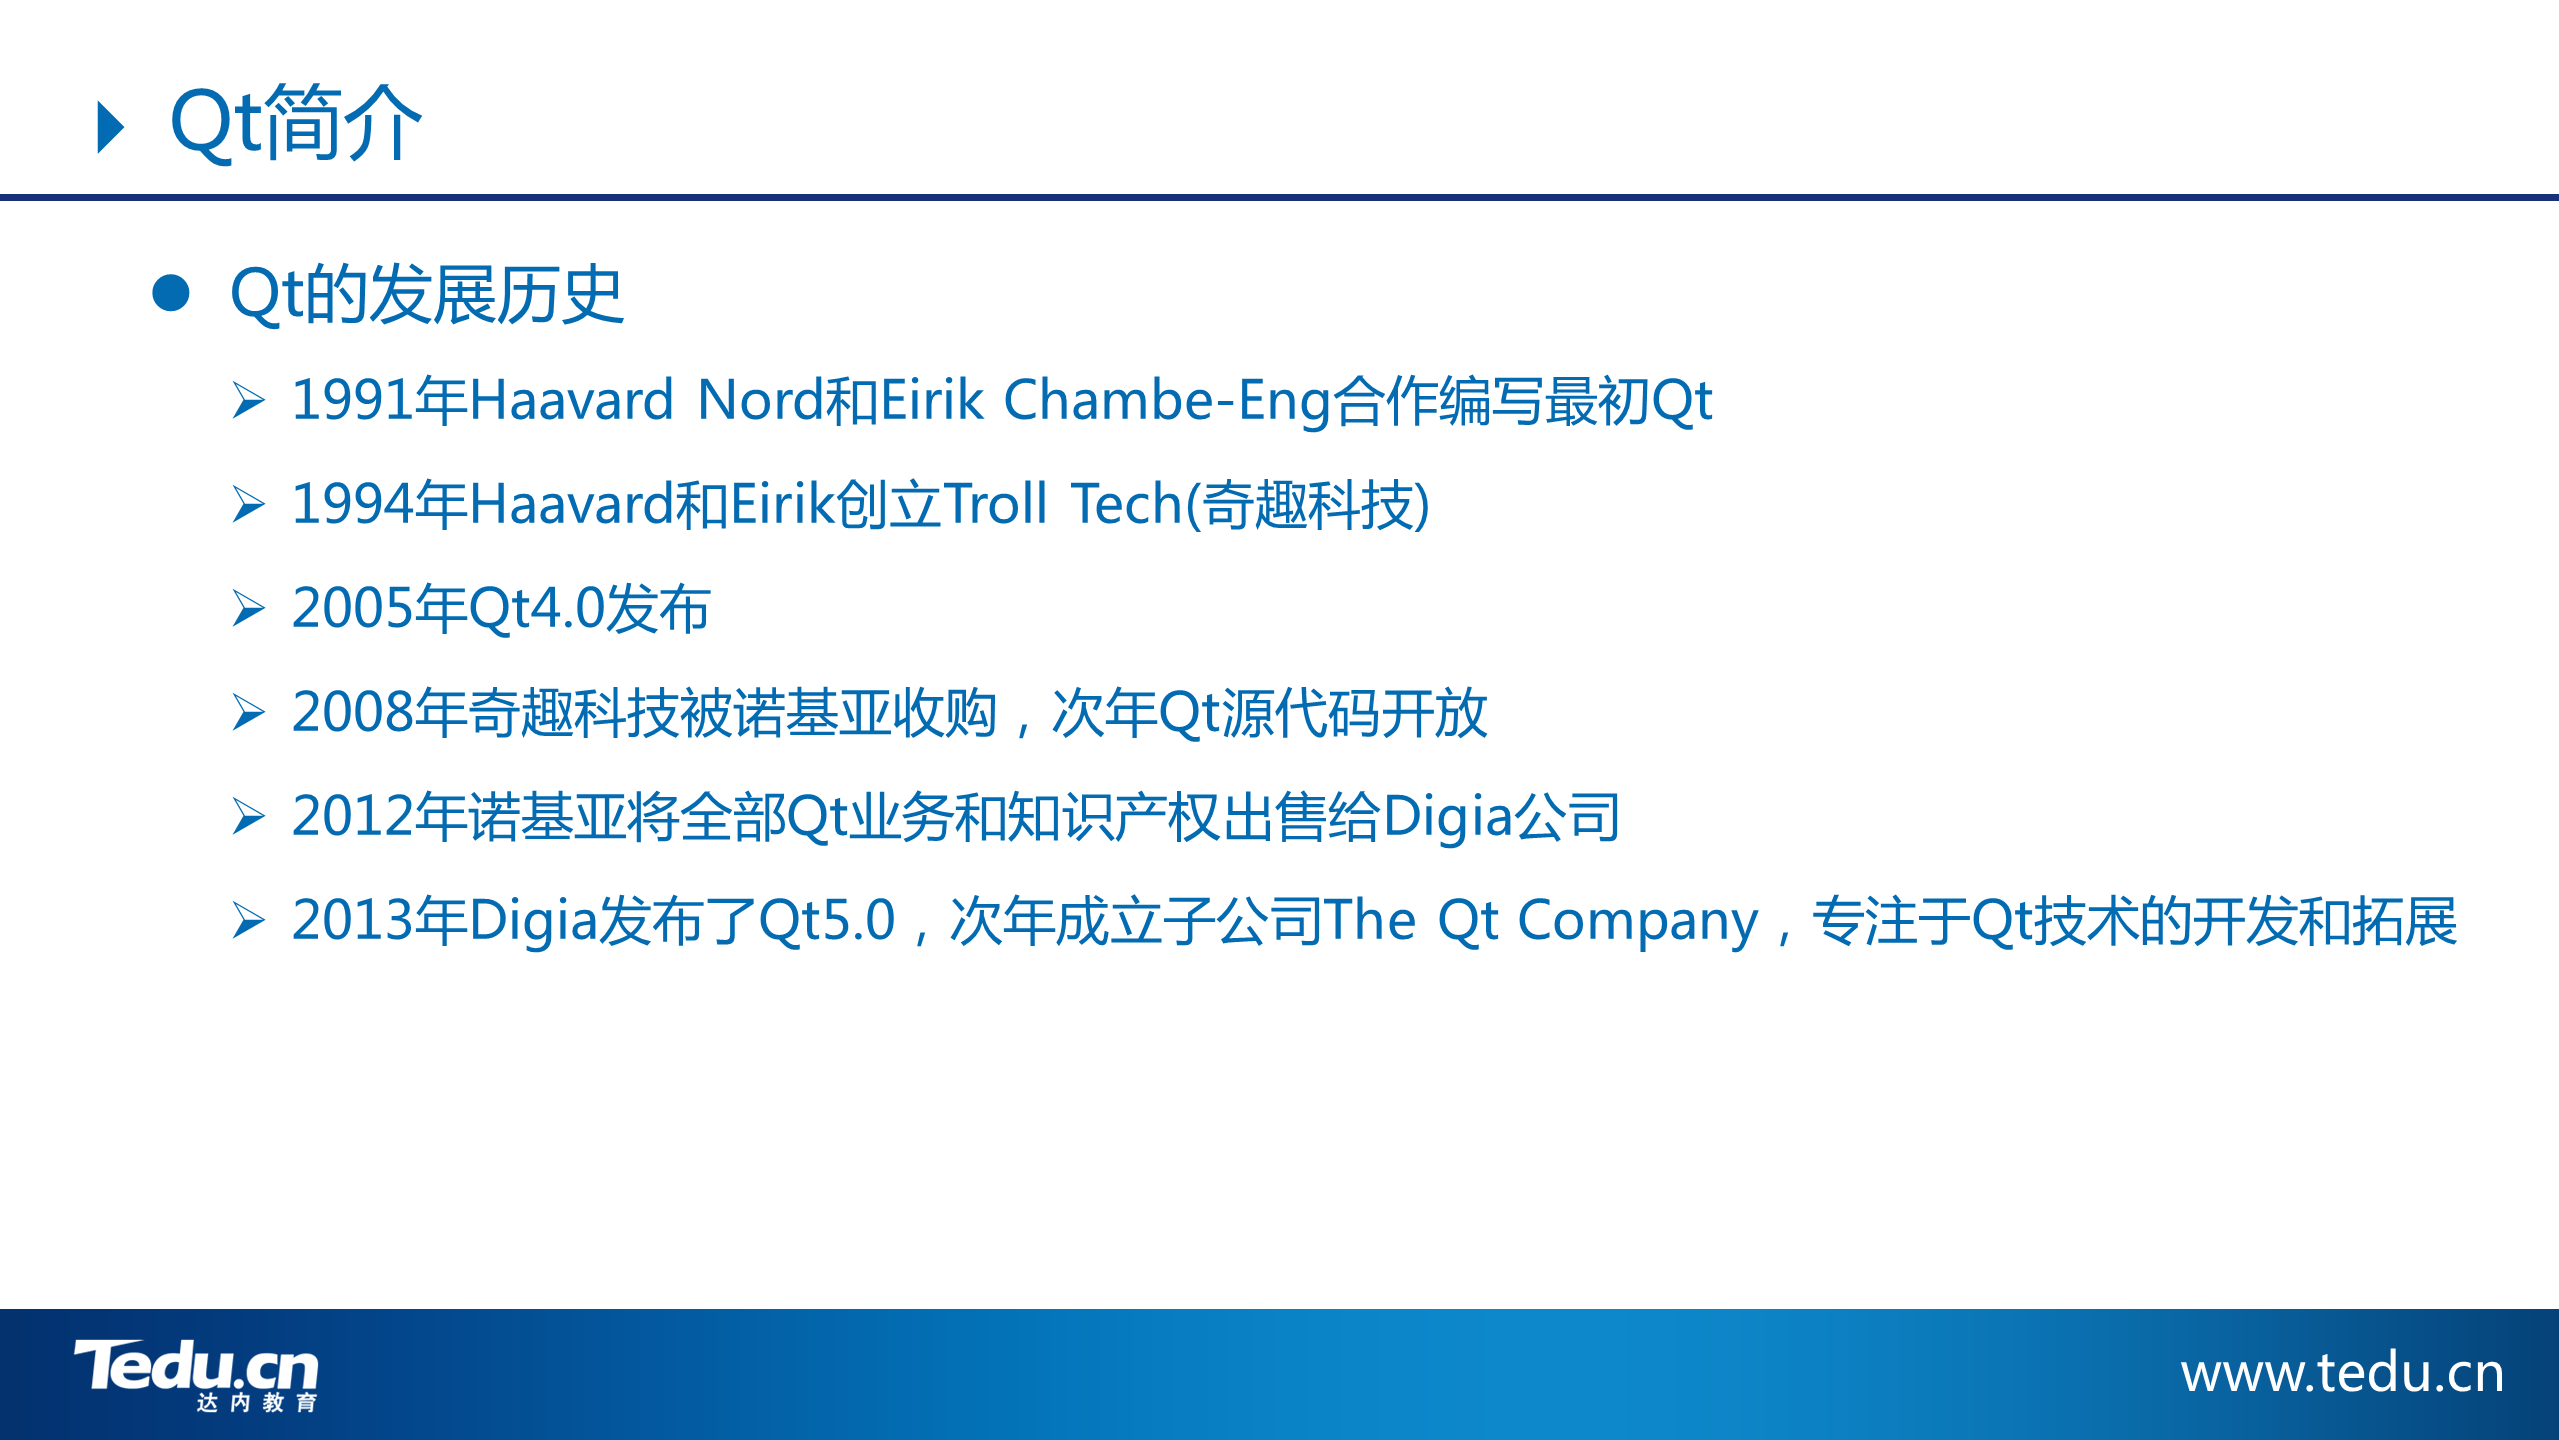 Qt简介
Qt的发展历史
1991年Haavard Nord和Eirik Chambe-Eng合作编写最初Qt
1994年Haavard和Eirik创立Troll Tech(奇趣科技)
2005年Qt4.0发布
2008年奇趣科技被诺基亚收购，次年Qt源代码开放
2012年诺基亚将全部Qt业务和知识产权出售给Digia公司
2013年Digia发布了Qt5.0，次年成立子公司The Qt Company，专注于Qt技术的开发和拓展
Tedu.cn
达内教育
www.tedu.cn